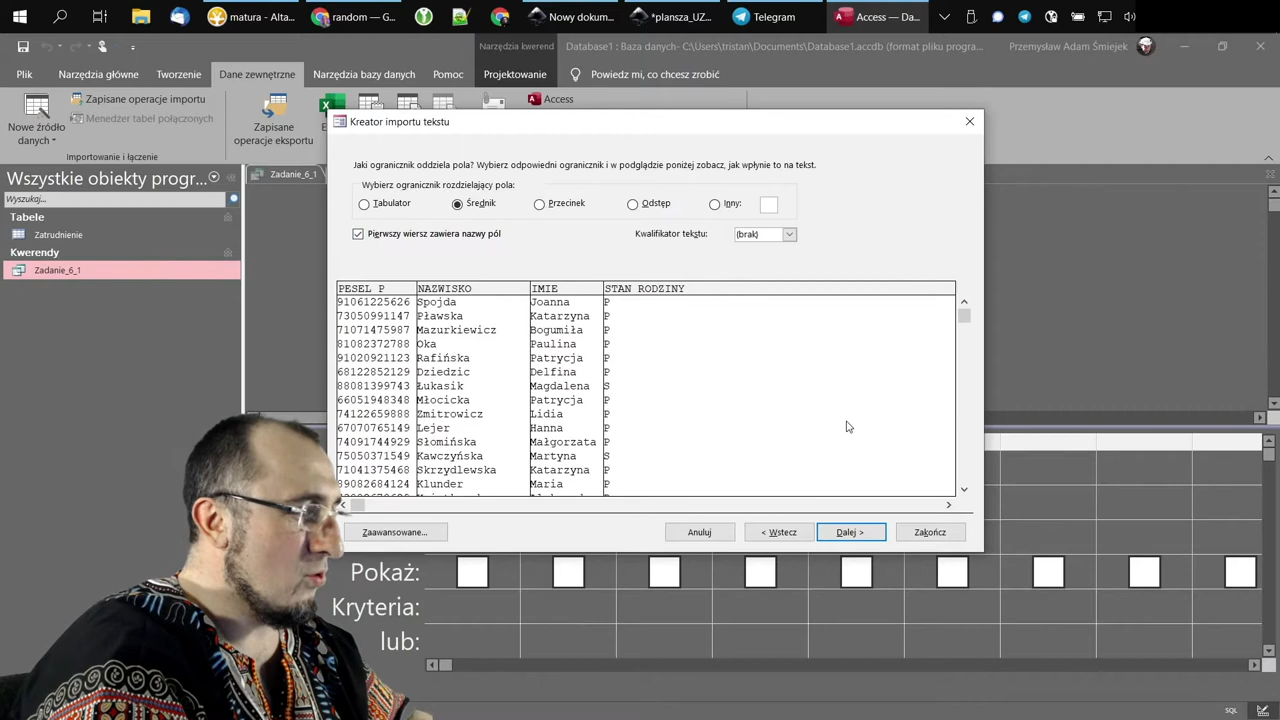 matura - Alta...
random — G...
Nowy dokum...
*plansza_UZ...
Telegram
Access — Da...
Narzędzia kwerend
Database1 : Baza danych- C:\Users\tristan\Documents\Database1.accdb (format pliku progra...
Przemysław Adam Śmiejek
Plik
Narzędzia główne
Tworzenie
Dane zewnętrzne
Narzędzia bazy danych
Pomoc
Projektowanie
Powiedz mi, co chcesz zrobić
Nowe źródło
danych
Zapisane operacje importu
Menedżer tabel połączonych
Importowanie i łączenie
Zapisane
operacje eksportu
Access
Wszystkie obiekty progr...
Wyszukaj...
Tabele
Zatrudnienie
Kwerendy
Zadanie_6_1
Zadanie_6_1
Kreator importu tekstu
Jaki ogranicznik oddziela pola? Wybierz odpowiedni ogranicznik i w podglądzie poniżej zobacz, jak wpłynie to na tekst.
Wybierz ogranicznik rozdzielający pola:
Tabulator
Średnik
Przecinek
Odstęp
Inny:
Pierwszy wiersz zawiera nazwy pól
Kwalifikator tekstu:
{brak}
PESEL P NAZWISKO IMIE STAN RODZINY
91061225626 Spojda Joanna P
73050991147 Pławska Katarzyna P
71071475987 Mazurkiewicz Bogumiła P
81082372788 Oka Paulina P
91020921123 Rafińska Patrycja P
68122852129 Dziedzic Delfina P
88081399743 Łukasik Magdalena S
66051948348 Młocicka Patrycja P
74122659888 Zmitrowicz Lidia P
67070765149 Lejer Hanna P
74091744929 Słomińska Małgorzata P
75050371549 Kawczyńska Martyna S
71041375468 Skrzydlewska Katarzyna P
89082684124 Klunder Maria P
Zaawansowane...
Anuluj
< Wstecz
Dalej >
Zakończ
Pokaż:
Kryteria:
lub:
SQL